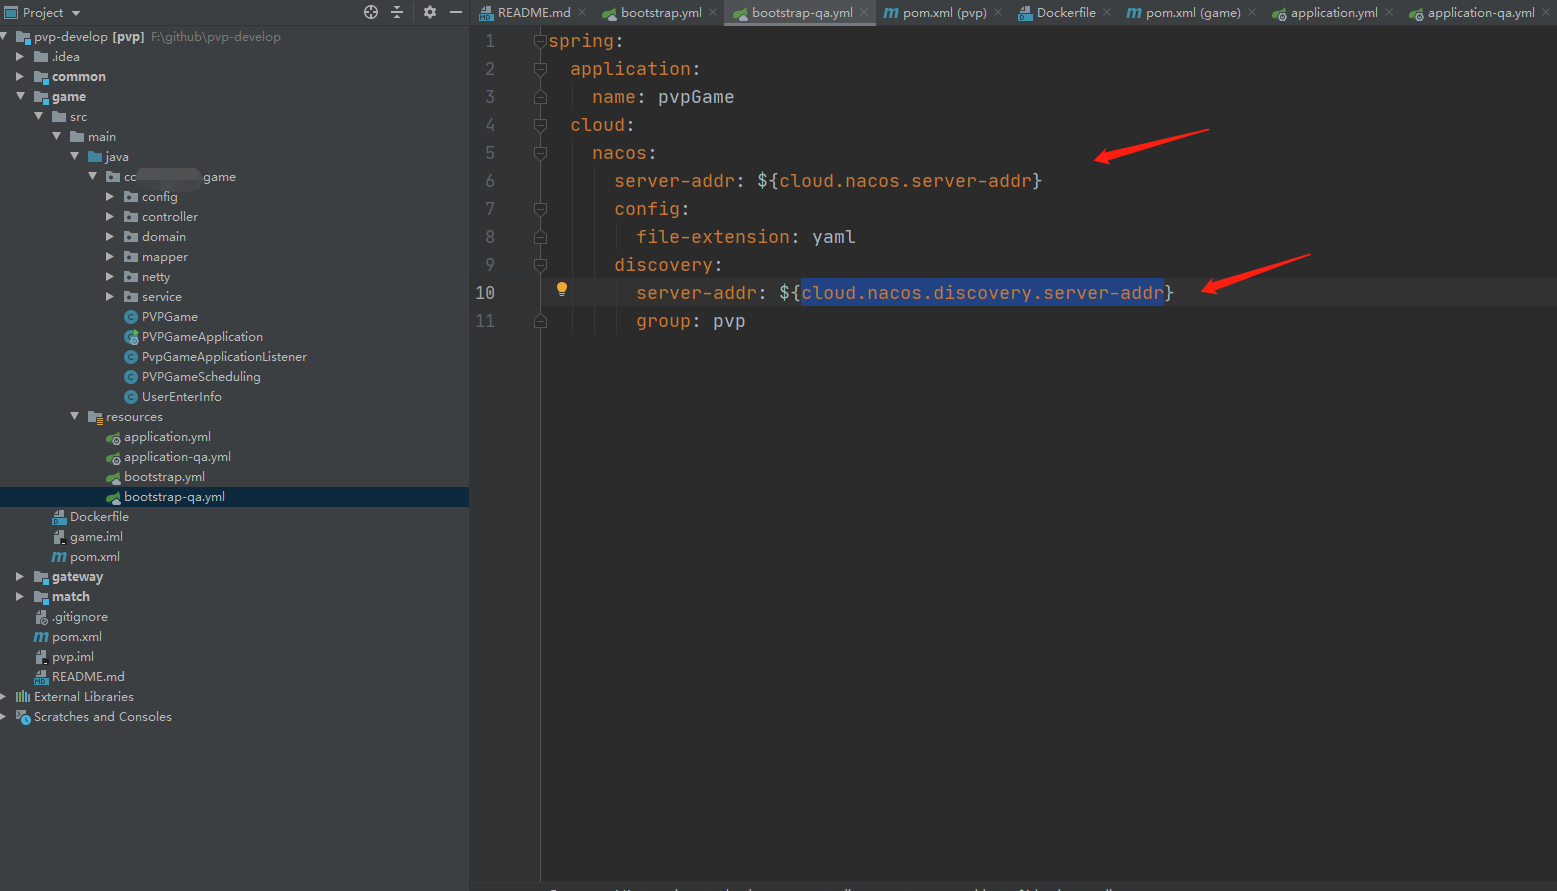 Project
README.md
bootstrap.yml
bootstrap-qa.yml
pom.xml (pvp)
Dockerfile
pom.xml (game)
application.yml
application-qa.yml
pvp-develop [pvp] F:\github\pvp-develop
.idea
common
game
src
main
java
cc game
config
controller
domain
mapper
netty
service
PVPGame
PVPGameApplication
PvpGameApplicationListener
PVPGameScheduling
UserEnterInfo
resources
application.yml
application-qa.yml
bootstrap.yml
bootstrap-qa.yml
Dockerfile
game.iml
pom.xml
gateway
match
.gitignore
pom.xml
pvp.iml
README.md
External Libraries
Scratches and Consoles
1 spring:
2 application:
3 name: pvpGame
4 cloud:
5 nacos:
6 server-addr: ${cloud.nacos.server-addr}
7 config:
8 file-extension: yaml
9 discovery:
10 server-addr: ${cloud.nacos.discovery.server-addr}
11 group: pvp